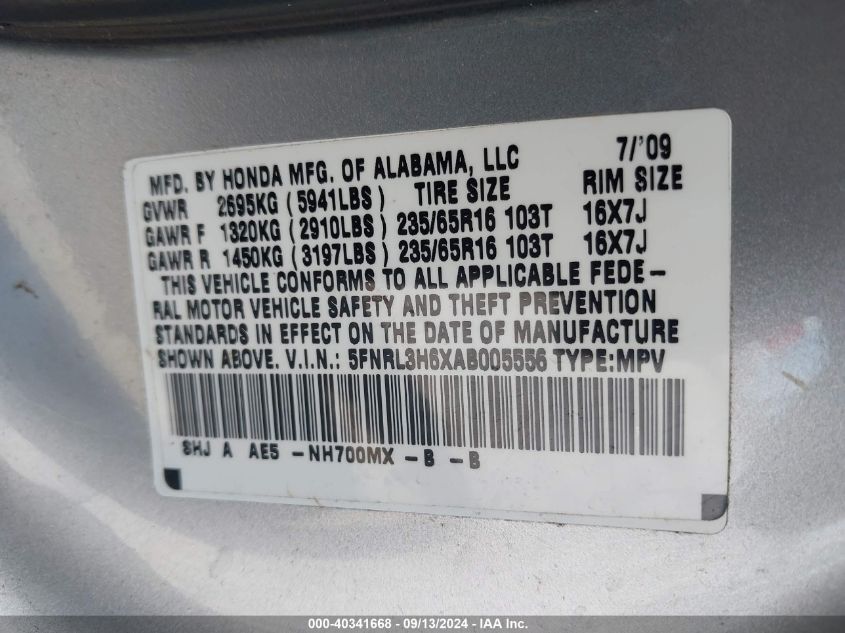 MFD. BY HONDA MFG. OF ALABAMA, LLC 7/'09
GVWR 2695KG (5941LBS) TIRE SIZE RIM SIZE
GAWR F 1320KG (2910LBS) 235/65R16 103T 16X7J
GAWR R 1450KG (3197LBS) 235/65R16 103T 16X7J
THIS VEHICLE CONFORMS TO ALL APPLICABLE FEDE-
RAL MOTOR VEHICLE SAFETY AND THEFT PREVENTION
STANDARDS IN EFFECT ON THE DATE OF MANUFACTURE
SHOWN ABOVE. V.I.N.: 5FNRL3H6XAB005556 TYPE:MPV
SHJ A AE5 -NH700MX -B -B
000-40341668 - 09/13/2024 - IAA Inc.